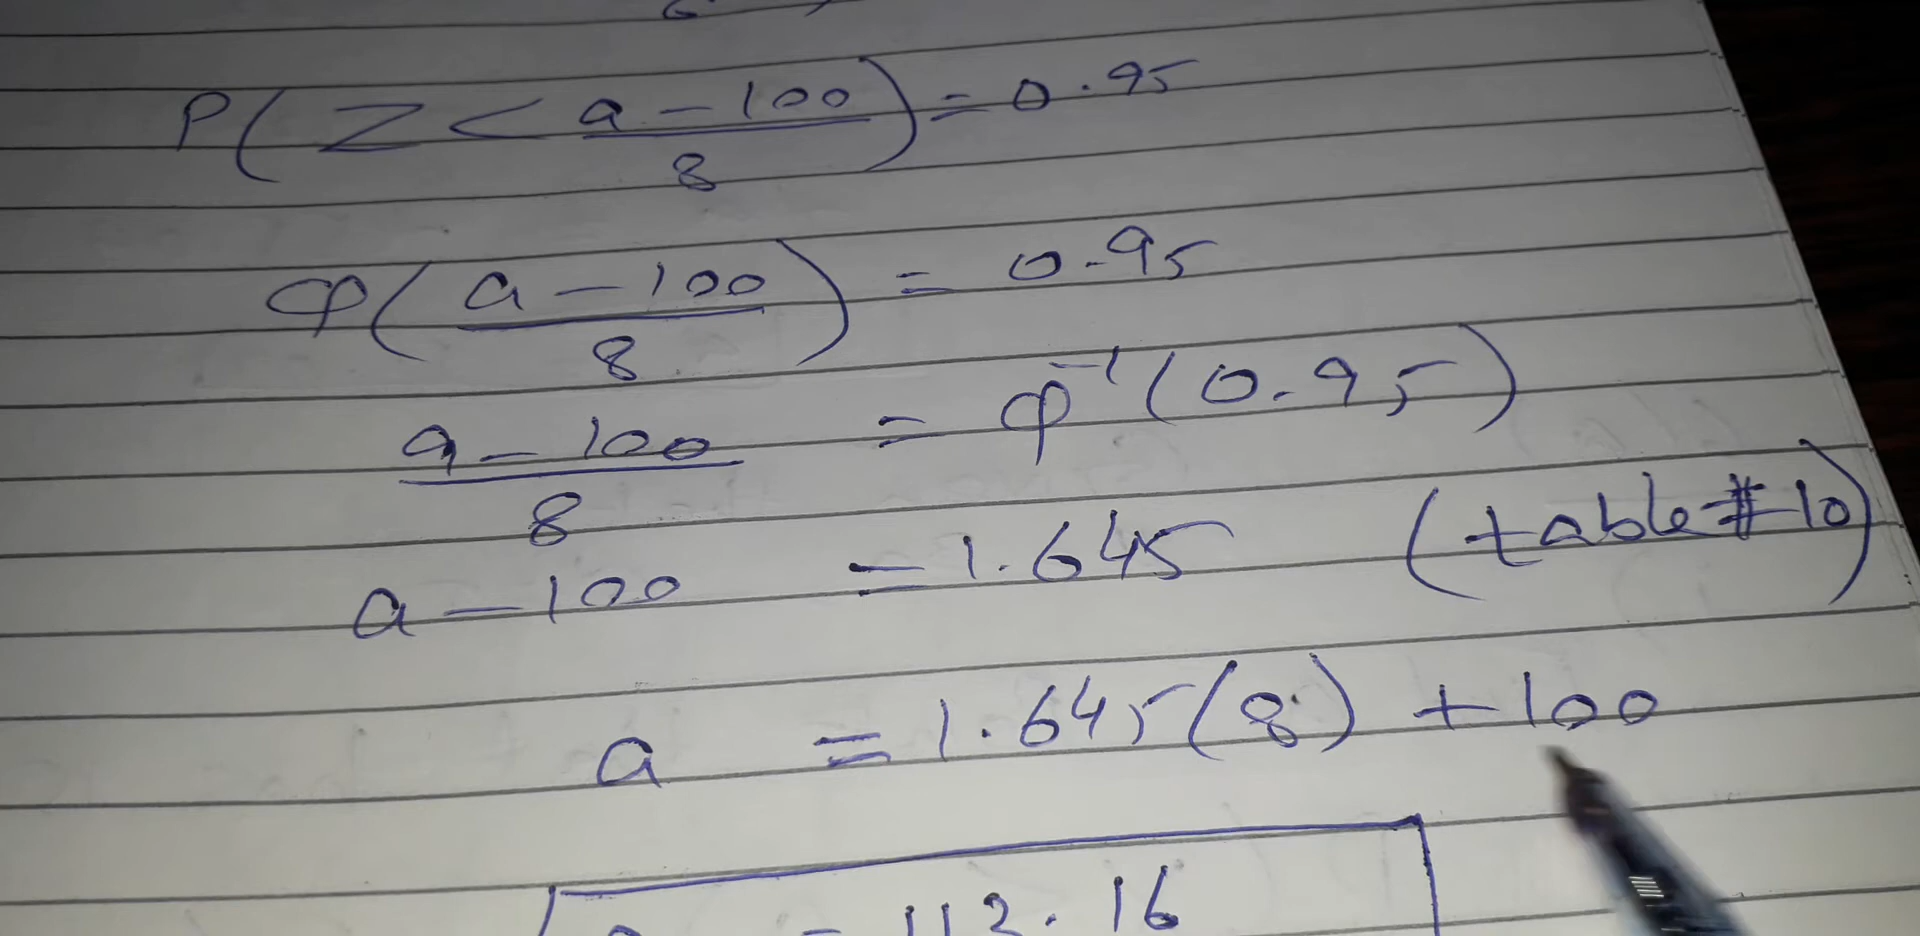 P(Z < (a - 100)/8) = 0.95
φ((a - 100)/8) = 0.95
(a - 100)/8 = φ⁻¹(0.95)
a - 100 = 1.645 (table #10)
a = 1.645(8) + 100
= 113.16